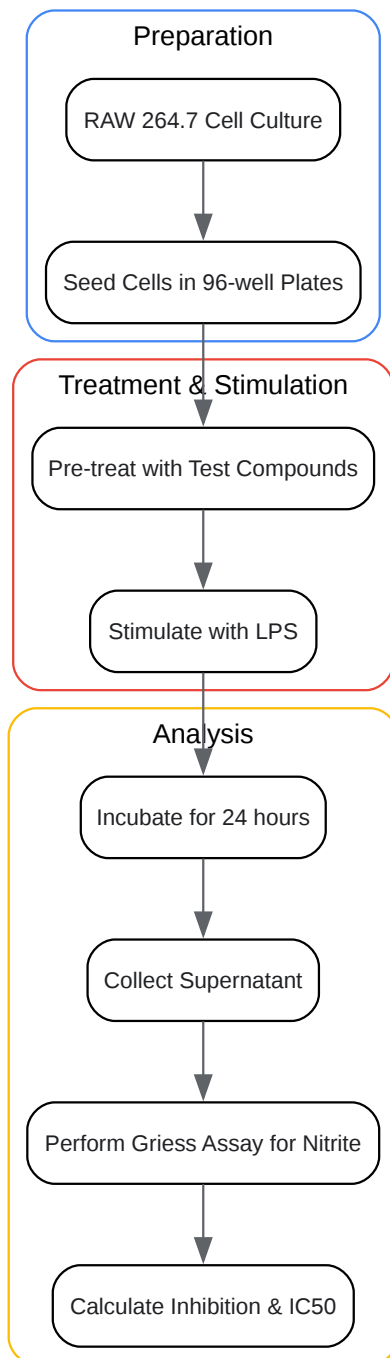 Preparation
RAW 264.7 Cell Culture
Seed Cells in 96-well Plates
Treatment & Stimulation
Pre-treat with Test Compounds
Stimulate with LPS
Analysis
Incubate for 24 hours
Collect Supernatant
Perform Griess Assay for Nitrite
Calculate Inhibition & IC50